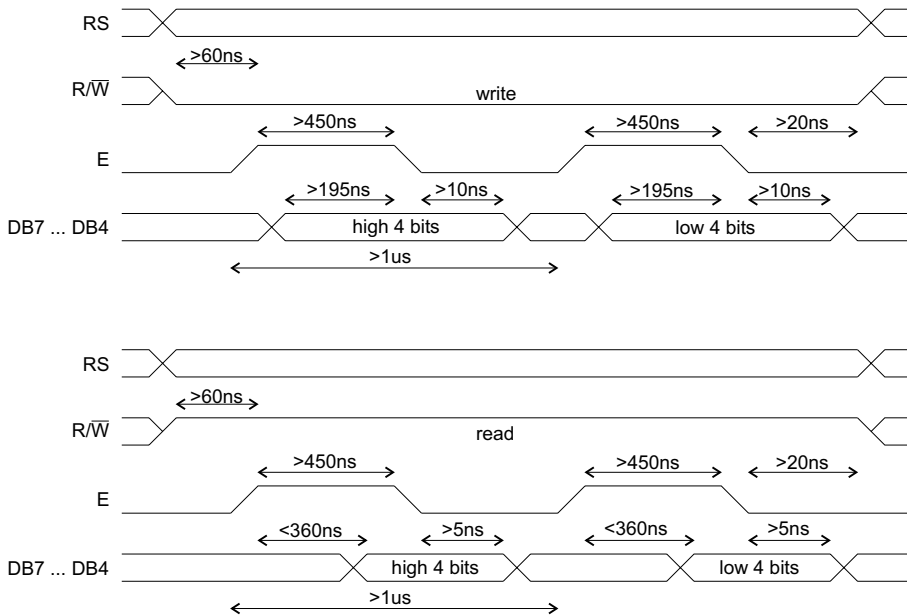 RS
>60ns
R/W̅
write
>450ns
>450ns
>20ns
E
>195ns
>10ns
>195ns
>10ns
DB7 ... DB4
high 4 bits
low 4 bits
>1us
RS
>60ns
R/W̅
read
>450ns
>450ns
>20ns
E
<360ns
>5ns
<360ns
>5ns
DB7 ... DB4
high 4 bits
low 4 bits
>1us